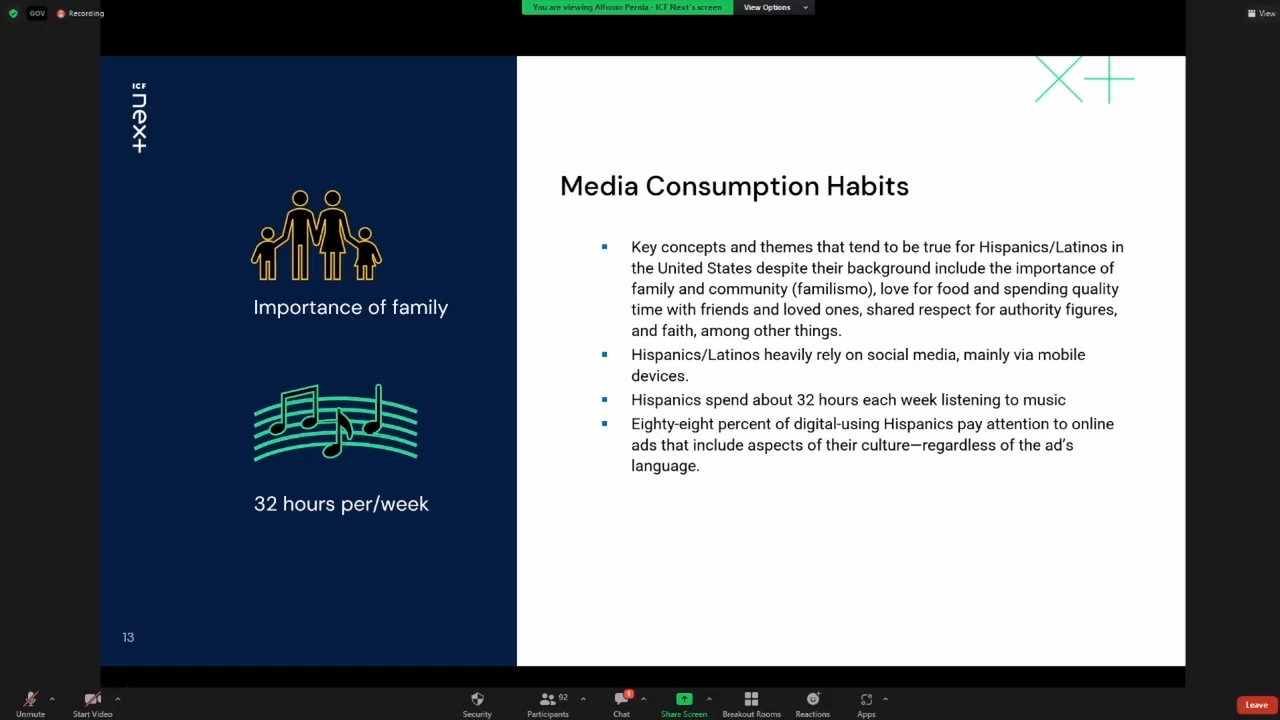 GOV
Recording
You are viewing Alfonso Pernia - ICF Next's screen
View Options
View
ICF
next
Importance of family
32 hours per/week
13
Media Consumption Habits
Key concepts and themes that tend to be true for Hispanics/Latinos in
the United States despite their background include the importance of
family and community (familismo), love for food and spending quality
time with friends and loved ones, shared respect for authority figures,
and faith, among other things.
Hispanics/Latinos heavily rely on social media, mainly via mobile
devices.
Hispanics spend about 32 hours each week listening to music
Eighty-eight percent of digital-using Hispanics pay attention to online
ads that include aspects of their culture—regardless of the ad's
language.
Unmute
Start Video
Security
92
Participants
1
Chat
Share Screen
Breakout Rooms
Reactions
Apps
Leave